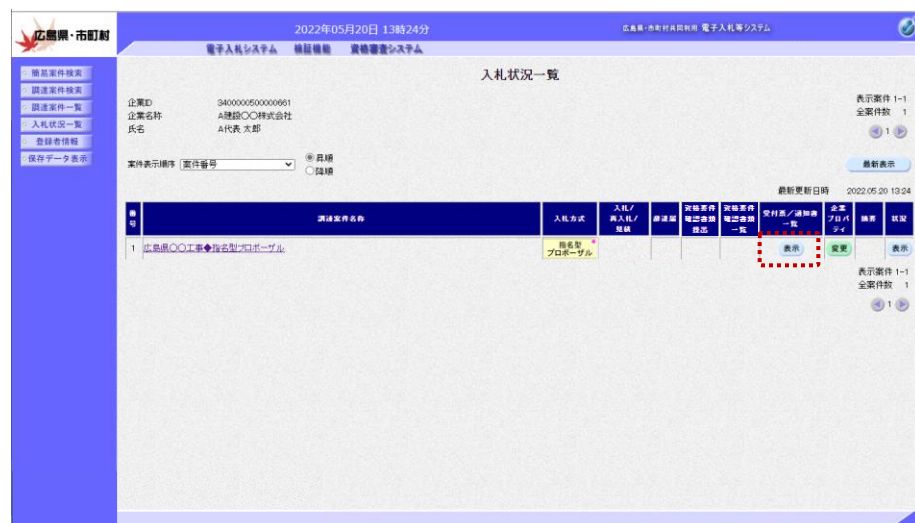 広島県・市町村
2022年05月20日 13時24分
広島県・市町村共同利用 電子入札等システム
電子入札システム 検証機能 資格審査システム
簡易案件検索
調達案件検索
調達案件一覧
入札状況一覧
登録者情報
保存データ表示
入札状況一覧
企業ID 3400000500000661
企業名称 A建設〇〇株式会社
氏名 A代表 太郎
表示案件 1-1
全案件数 1
1
案件表示順序 案件番号
昇順
降順
最新表示
最新更新日時 2022.05.20 13:24
番号 調達案件名称 入札方式 入札/再入札/見積 辞退届 資格要件確認書類提出 資格要件確認書類一覧 受付票/通知書一覧 企業プロパティ 摘要 状況
1 広島県〇〇工事◆指名型プロポーザル 指名型プロポーザル 表示 変更 表示
表示案件 1-1
全案件数 1
1